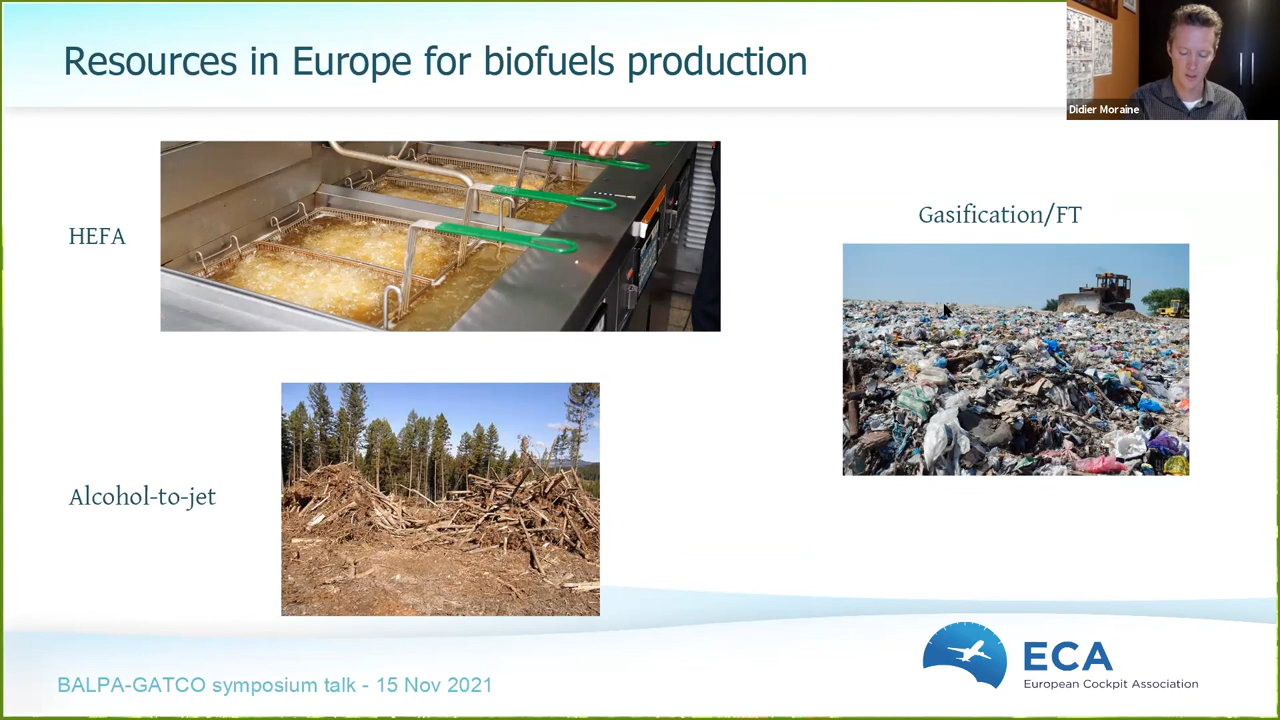 Resources in Europe for biofuels production
Didier Moraine
HEFA
Gasification/FT
Alcohol-to-jet
ECA
European Cockpit Association
BALPA-GATCO symposium talk - 15 Nov 2021